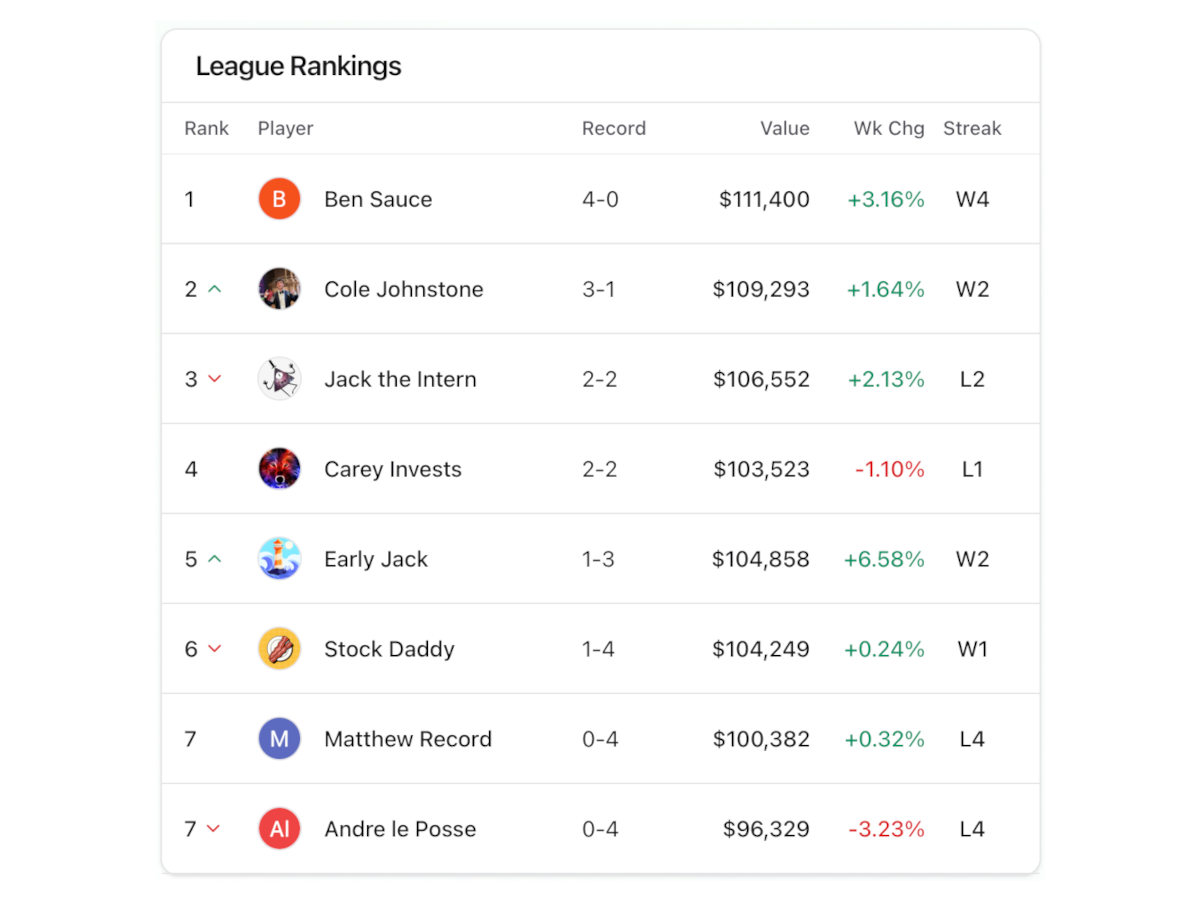 League Rankings
Rank Player Record Value Wk Chg Streak
1 B Ben Sauce 4-0 $111,400 +3.16% W4
2 Cole Johnstone 3-1 $109,293 +1.64% W2
3 Jack the Intern 2-2 $106,552 +2.13% L2
4 Carey Invests 2-2 $103,523 -1.10% L1
5 Early Jack 1-3 $104,858 +6.58% W2
6 Stock Daddy 1-4 $104,249 +0.24% W1
7 M Matthew Record 0-4 $100,382 +0.32% L4
7 Al Andre le Posse 0-4 $96,329 -3.23% L4